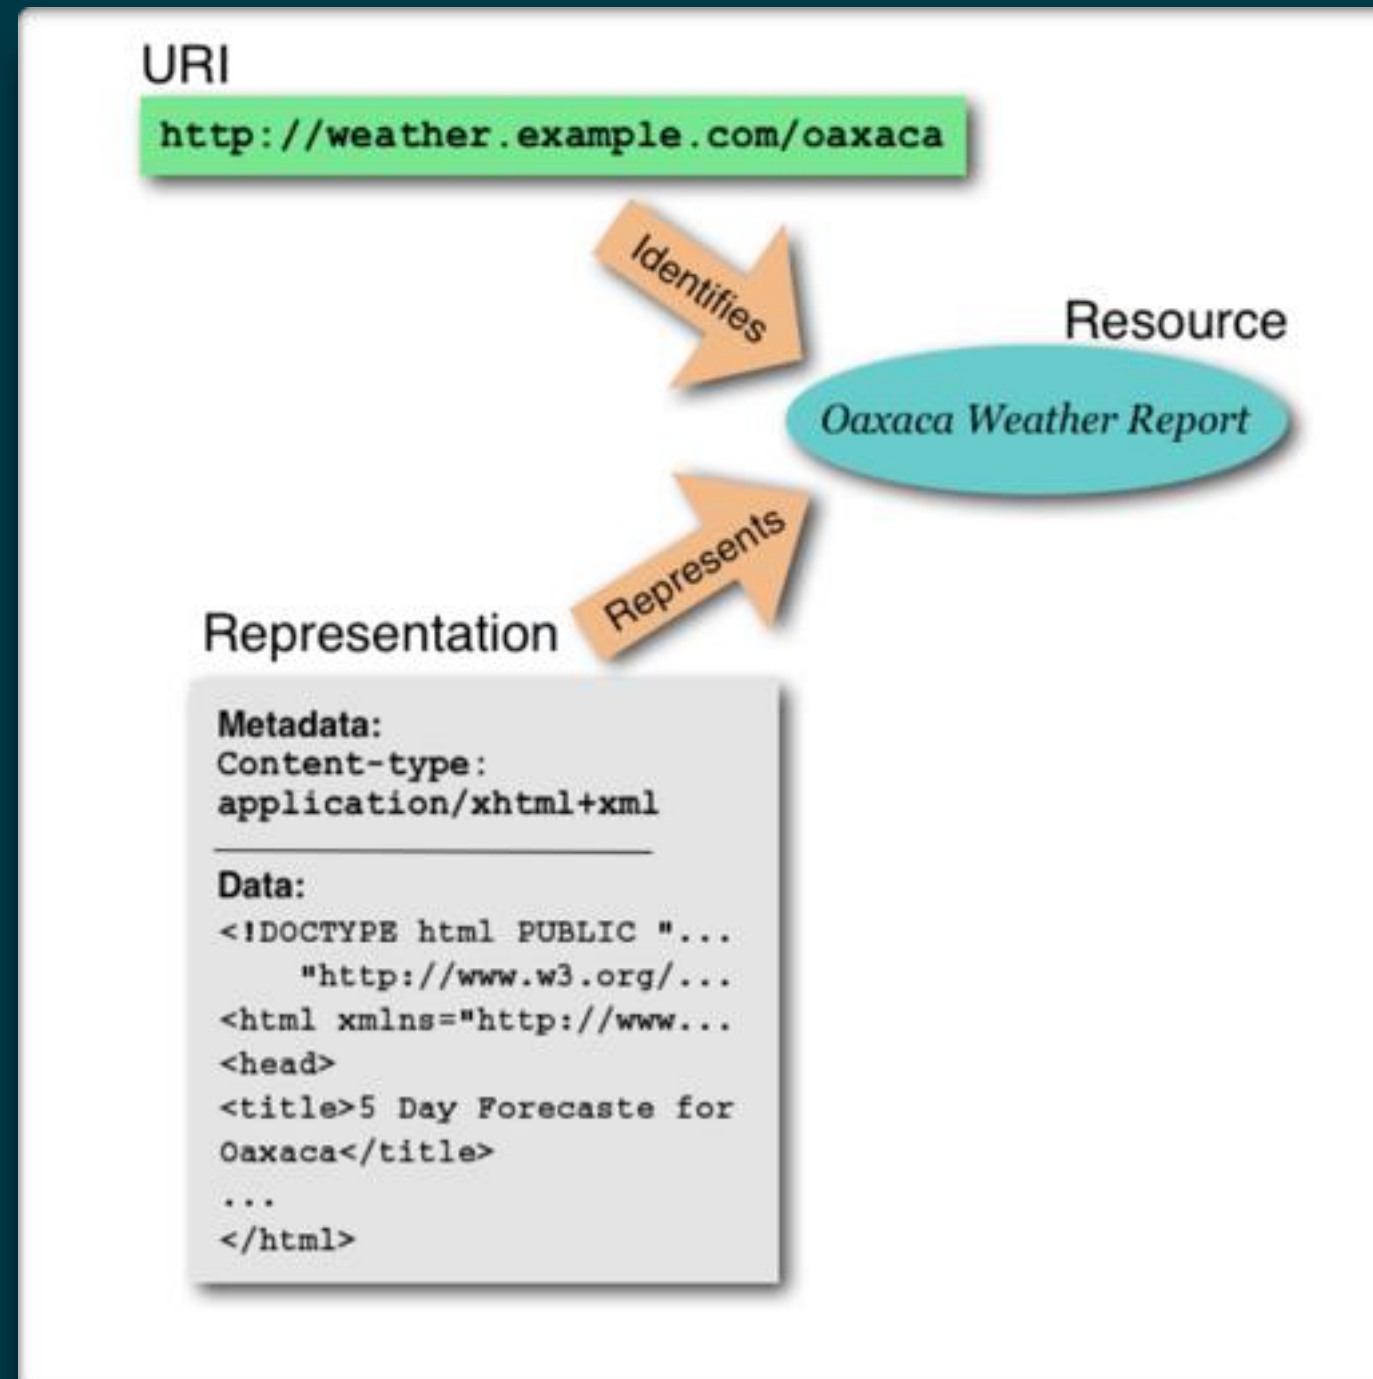 URI
http://weather.example.com/oaxaca
Identifies
Resource
Oaxaca Weather Report
Represents
Representation
Metadata:
Content-type:
application/xhtml+xml
Data:
<!DOCTYPE html PUBLIC "...
"http://www.w3.org/...
<html xmlns="http://www...
<head>
<title>5 Day Forecaste for
Oaxaca</title>
...
</html>